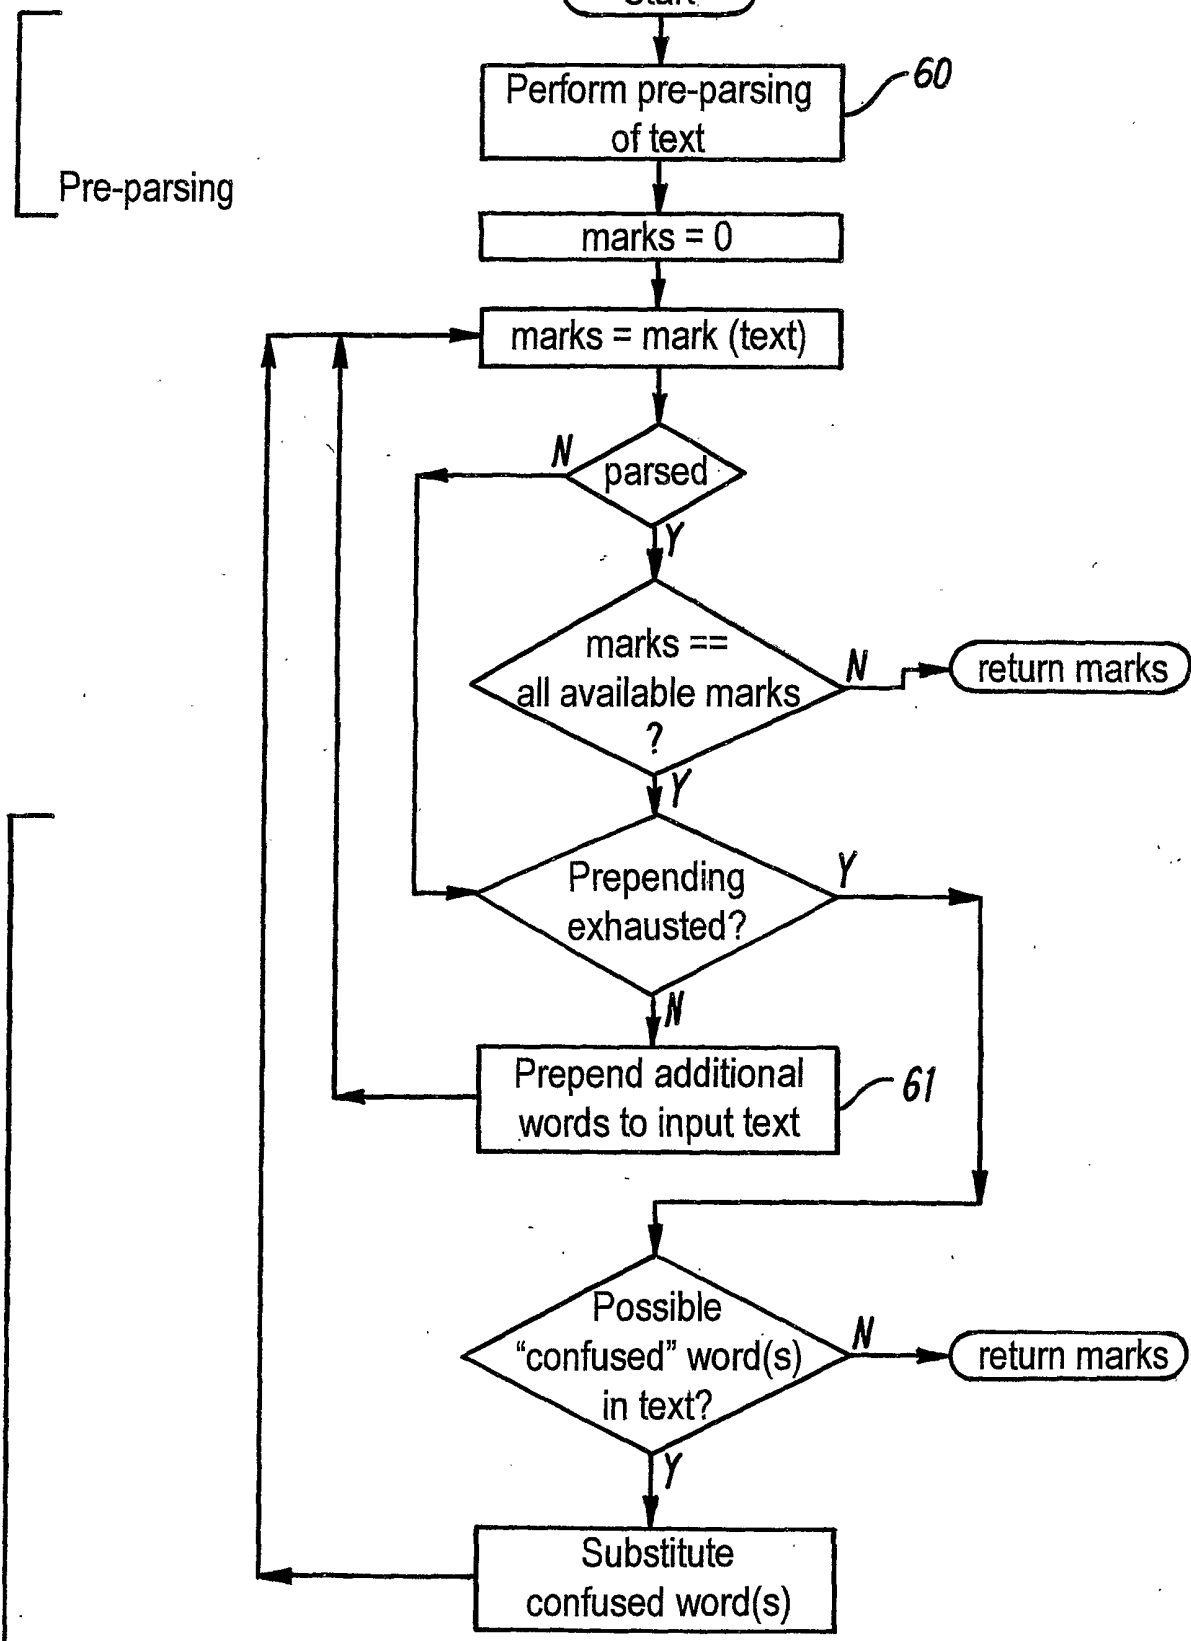 Start
Perform pre-parsing
of text
60
Pre-parsing
marks = 0
marks = mark (text)
N
parsed
Y
marks ==
all available marks
?
N
return marks
Y
Prepending
exhausted?
Y
N
Prepend additional
words to input text
61
Possible
“confused” word(s)
in text?
N
return marks
Y
Substitute
confused word(s)